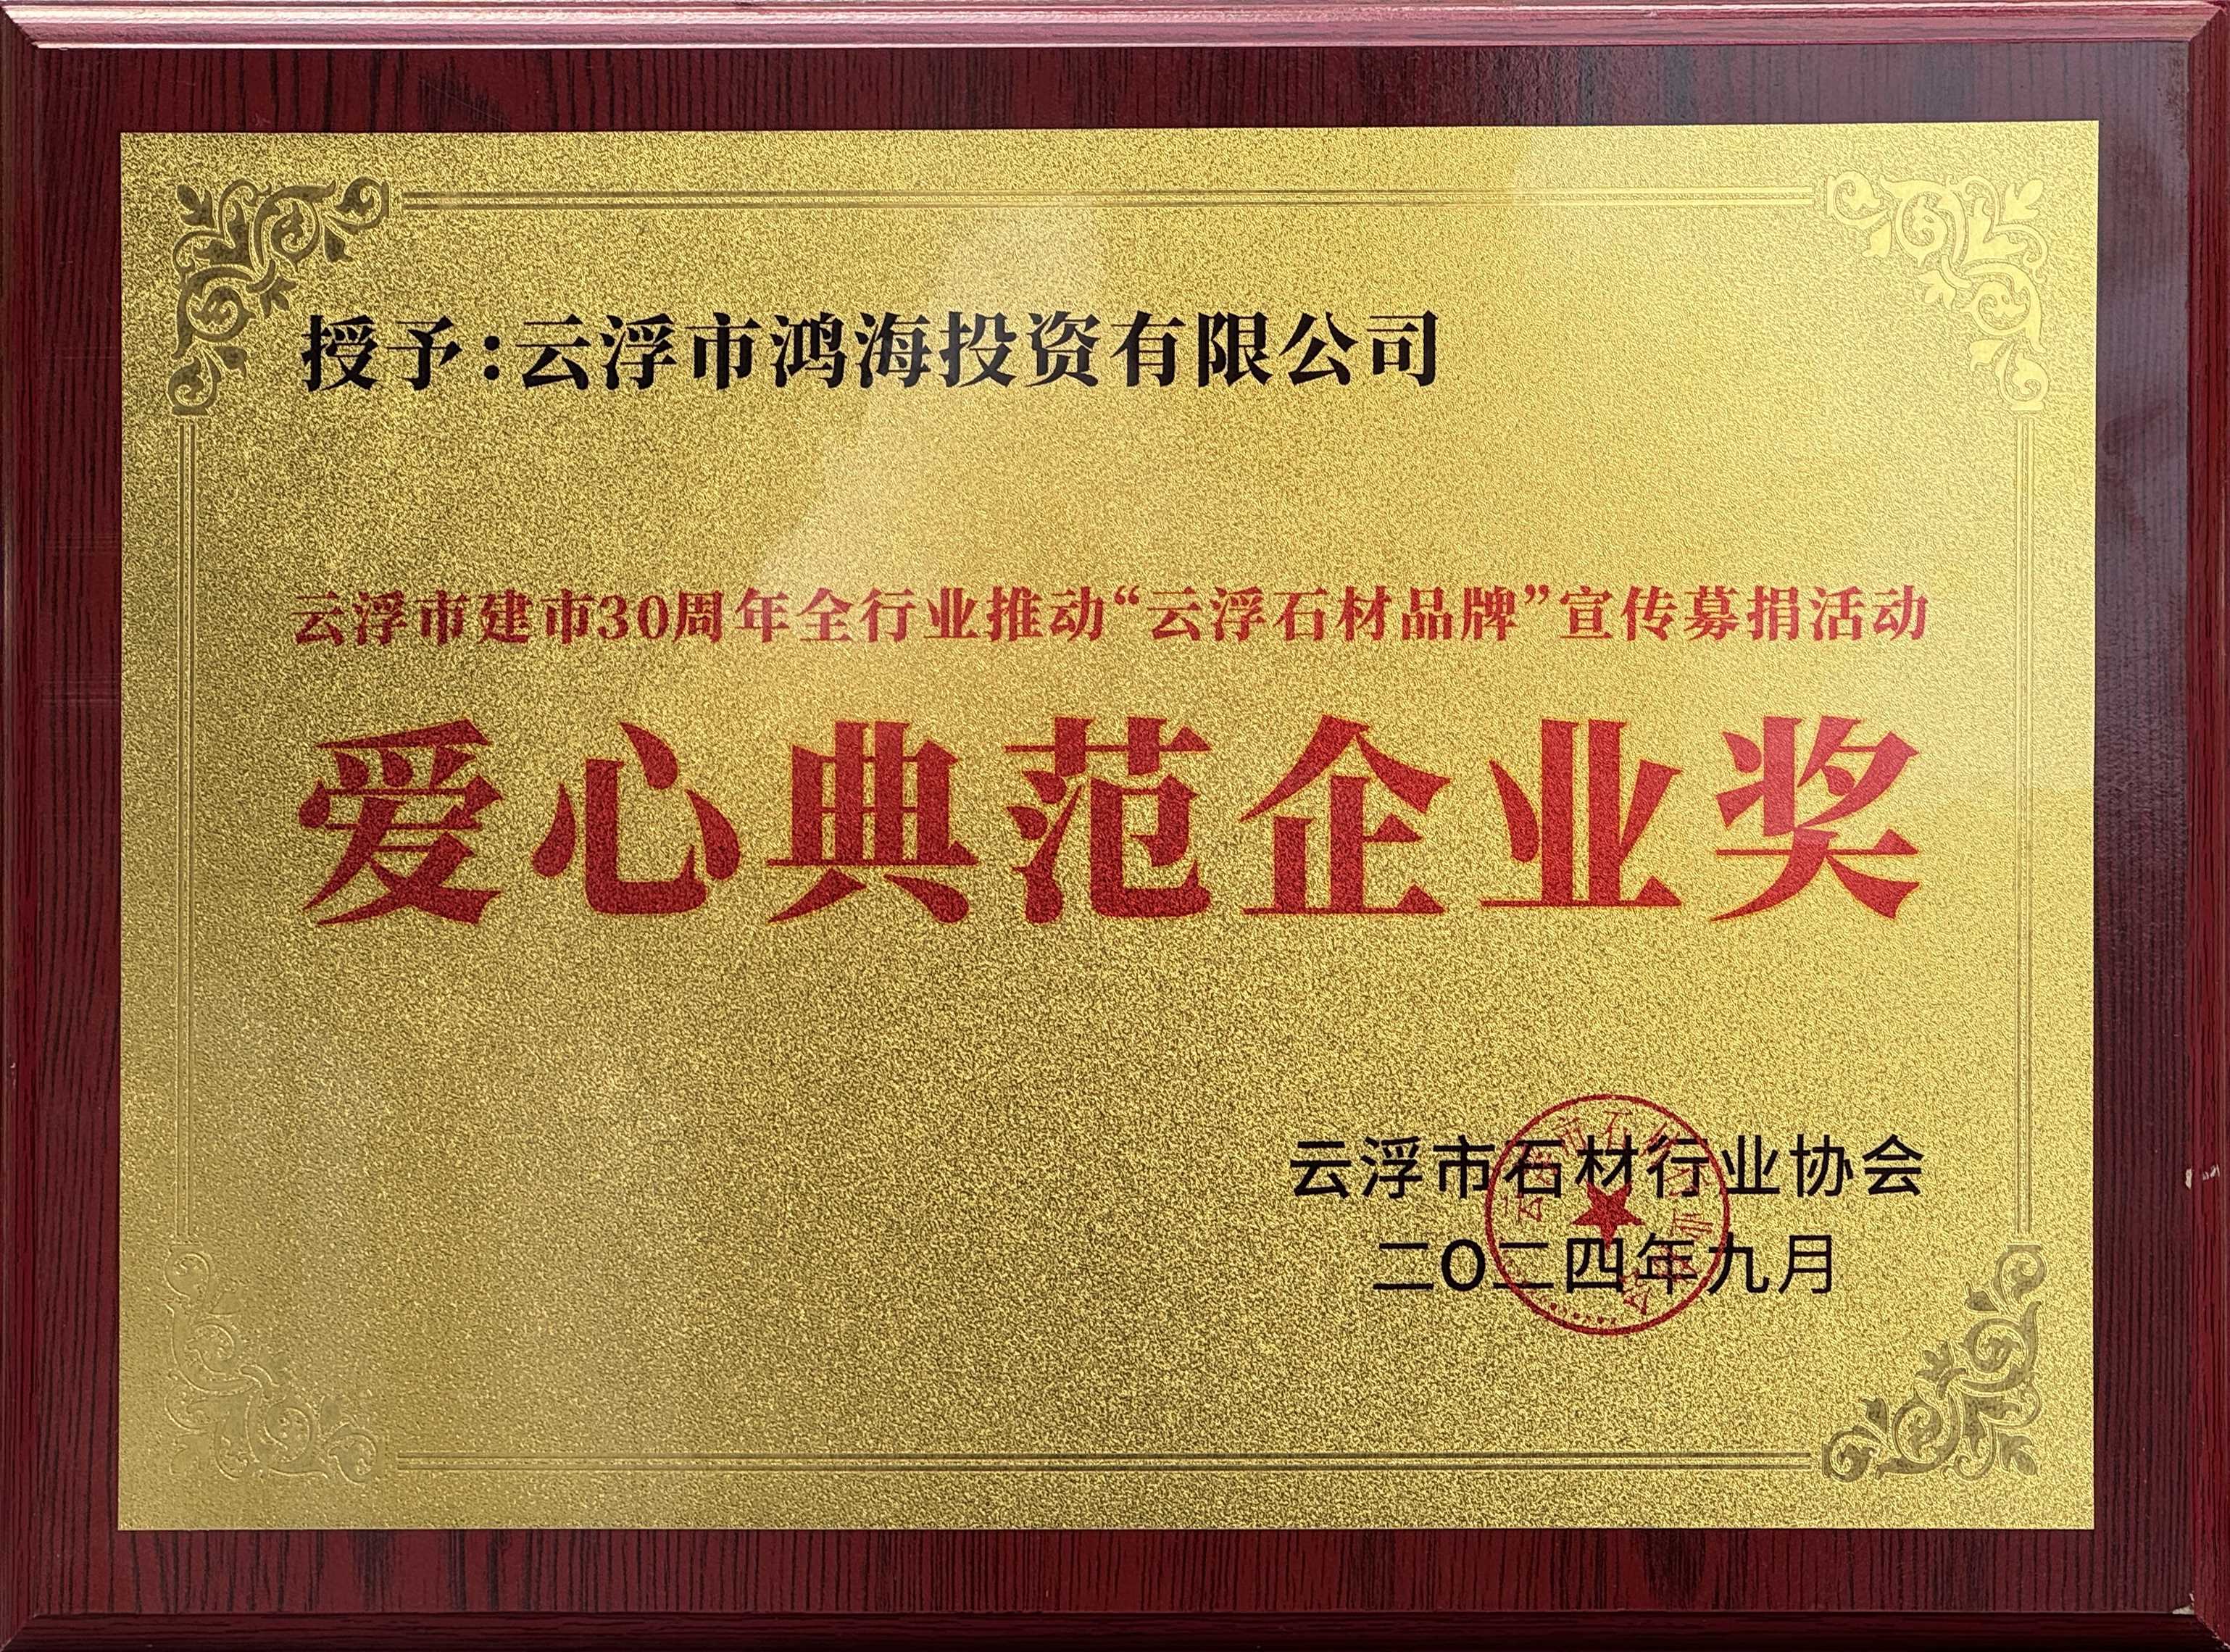 授予:云浮市鸿海投资有限公司
云浮市建市30周年全行业推动“云浮石材品牌”宣传募捐活动
爱心典范企业奖
云浮市石材行业协会
二O二四年九月